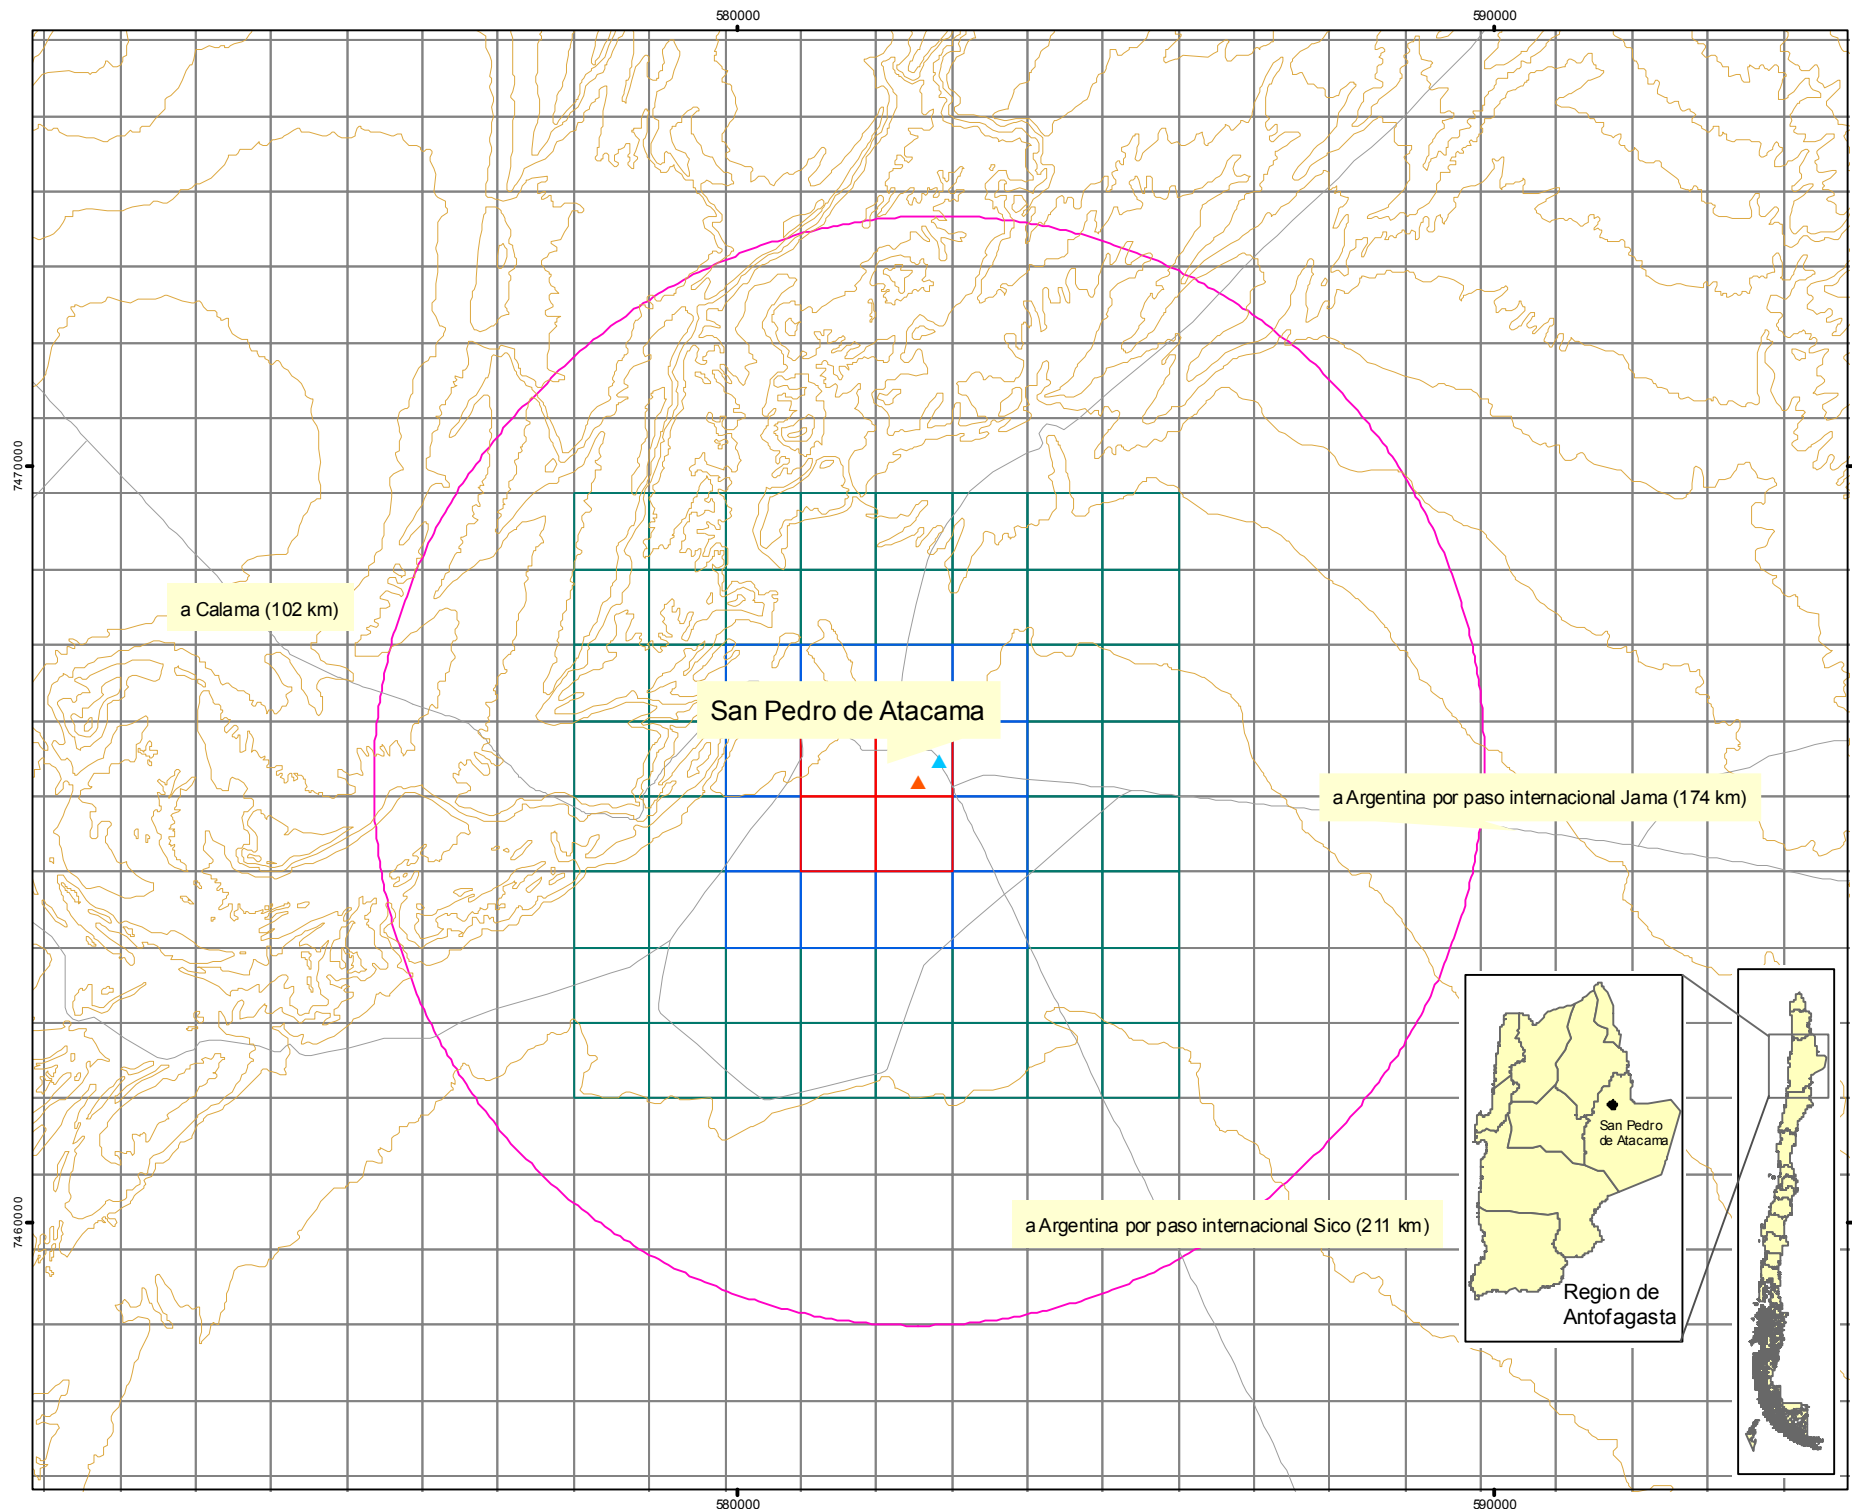 580000
590000
7470000
a Calama (102 km)
San Pedro de Atacama
a Argentina por paso internacional Jama (174 km)
San Pedro
de Atacama
7460000
a Argentina por paso internacional Sico (211 km)
Region de
Antofagasta
580000
590000